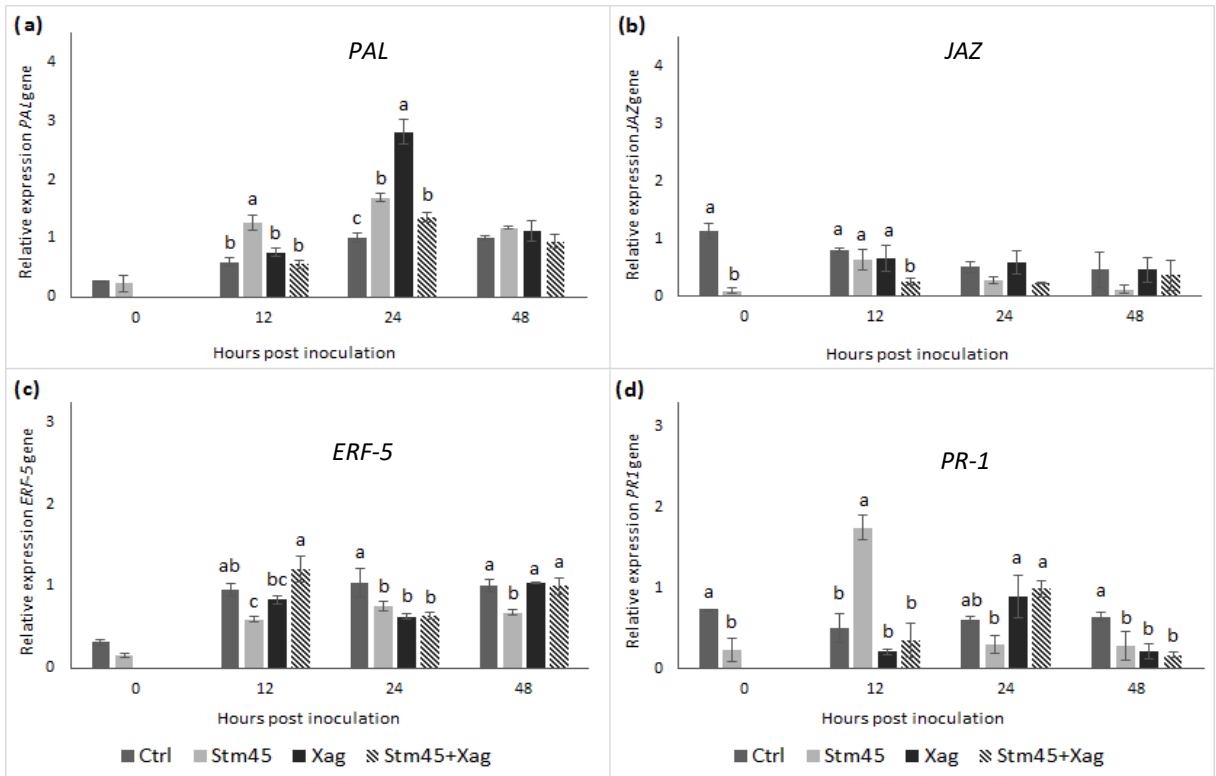 (a)
PAL
Relative expression PAL gene
4
3
2
1
0
a
a
b
b
b
b
b
c
0 12 24 48
Hours post inoculation
(b)
JAZ
Relative expression JAZ gene
4
3
2
1
0
a
b
a a a
b
0 12 24 48
Hours post inoculation
(c)
ERF-5
Relative expression ERF-5 gene
3
2
1
0
ab c bc a
a b b b
a b a a
0 12 24 48
Hours post inoculation
(d)
PR-1
Relative expression PR1 gene
3
2
1
0
a b
b a b b
ab b a a
a b b b
0 12 24 48
Hours post inoculation
Ctrl Stm45 Xag Stm45+Xag
Ctrl Stm45 Xag Stm45+Xag